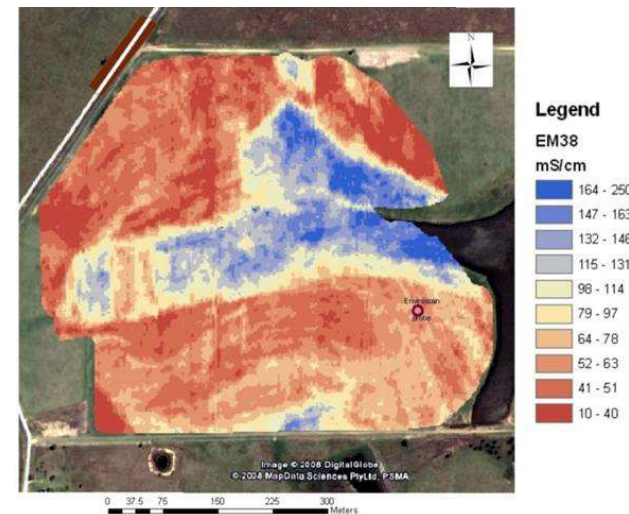 N
Legend
EM38
mS/cm
164 - 250
147 - 163
132 - 146
115 - 131
98 - 114
79 - 97
64 - 78
52 - 63
41 - 51
10 - 40
Image © 2008 DigitalGlobe
© 2008 MapData Sciences PtyLtd, PSMA
0 37.5 75 150 225 300
Meters